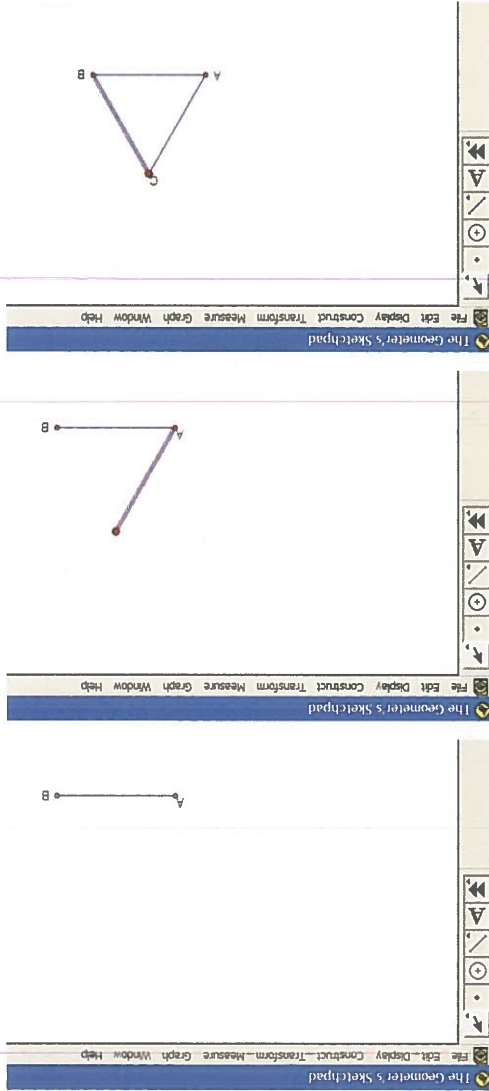 The Geometer's Sketchpad
File Edit Display Construct Transform Measure Graph Window Help
A
A B
The Geometer's Sketchpad
File Edit Display Construct Transform Measure Graph Window Help
A
A B
The Geometer's Sketchpad
File Edit Display Construct Transform Measure Graph Window Help
A
C
A B